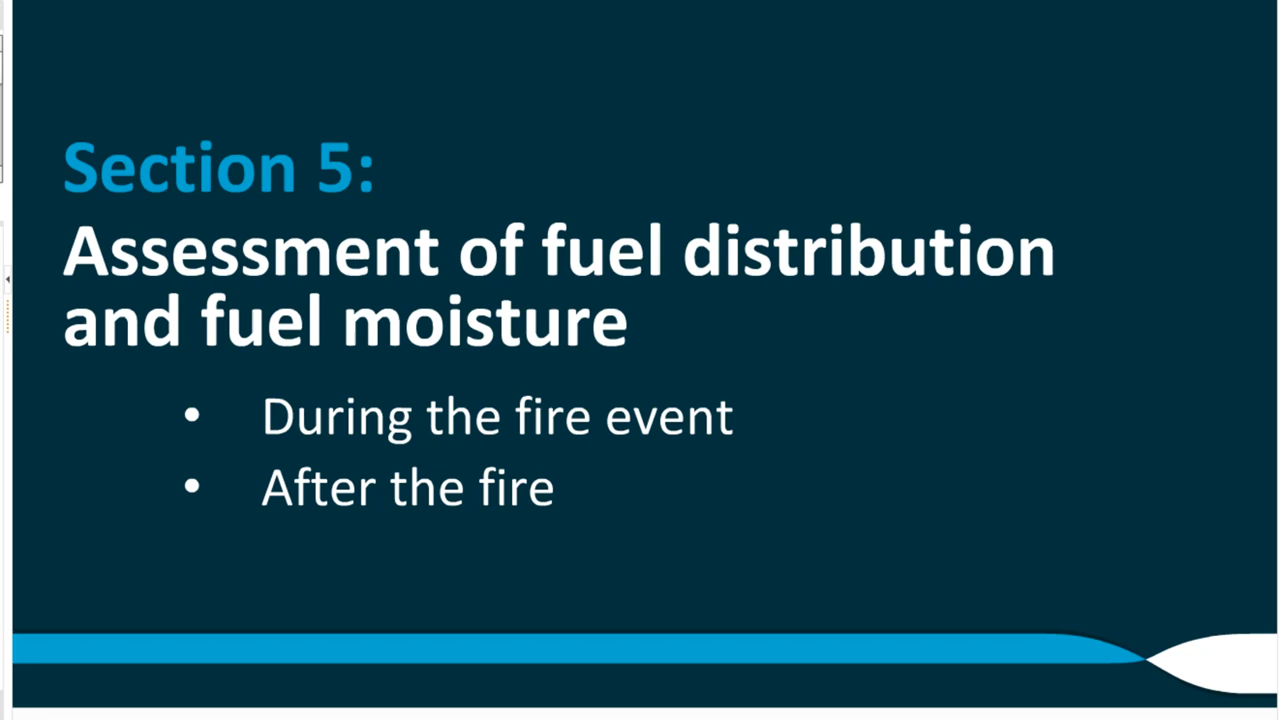 Section 5:
Assessment of fuel distribution
and fuel moisture
• During the fire event
• After the fire